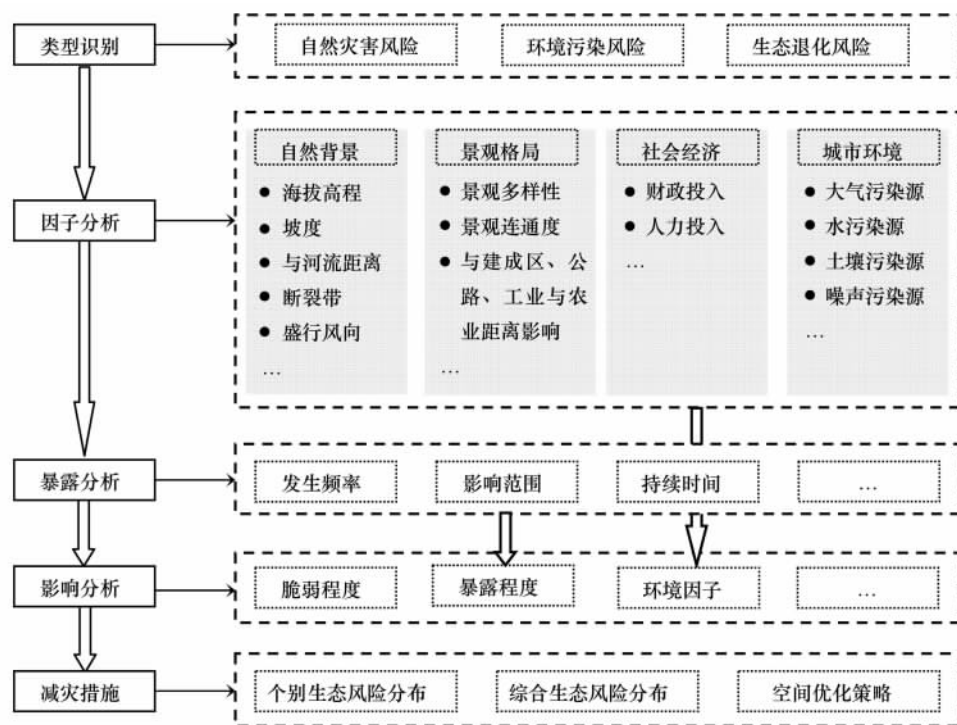 类型识别
自然灾害风险
环境污染风险
生态退化风险
因子分析
自然背景
● 海拔高程
● 坡度
● 与河流距离
● 断裂带
● 盛行风向
…
景观格局
● 景观多样性
● 景观连通度
● 与建成区、公
路、工业与农
业距离影响
…
社会经济
● 财政投入
● 人力投入
…
城市环境
● 大气污染源
● 水污染源
● 土壤污染源
● 噪声污染源
…
暴露分析
发生频率
影响范围
持续时间
…
影响分析
脆弱程度
暴露程度
环境因子
…
减灾措施
个别生态风险分布
综合生态风险分布
空间优化策略